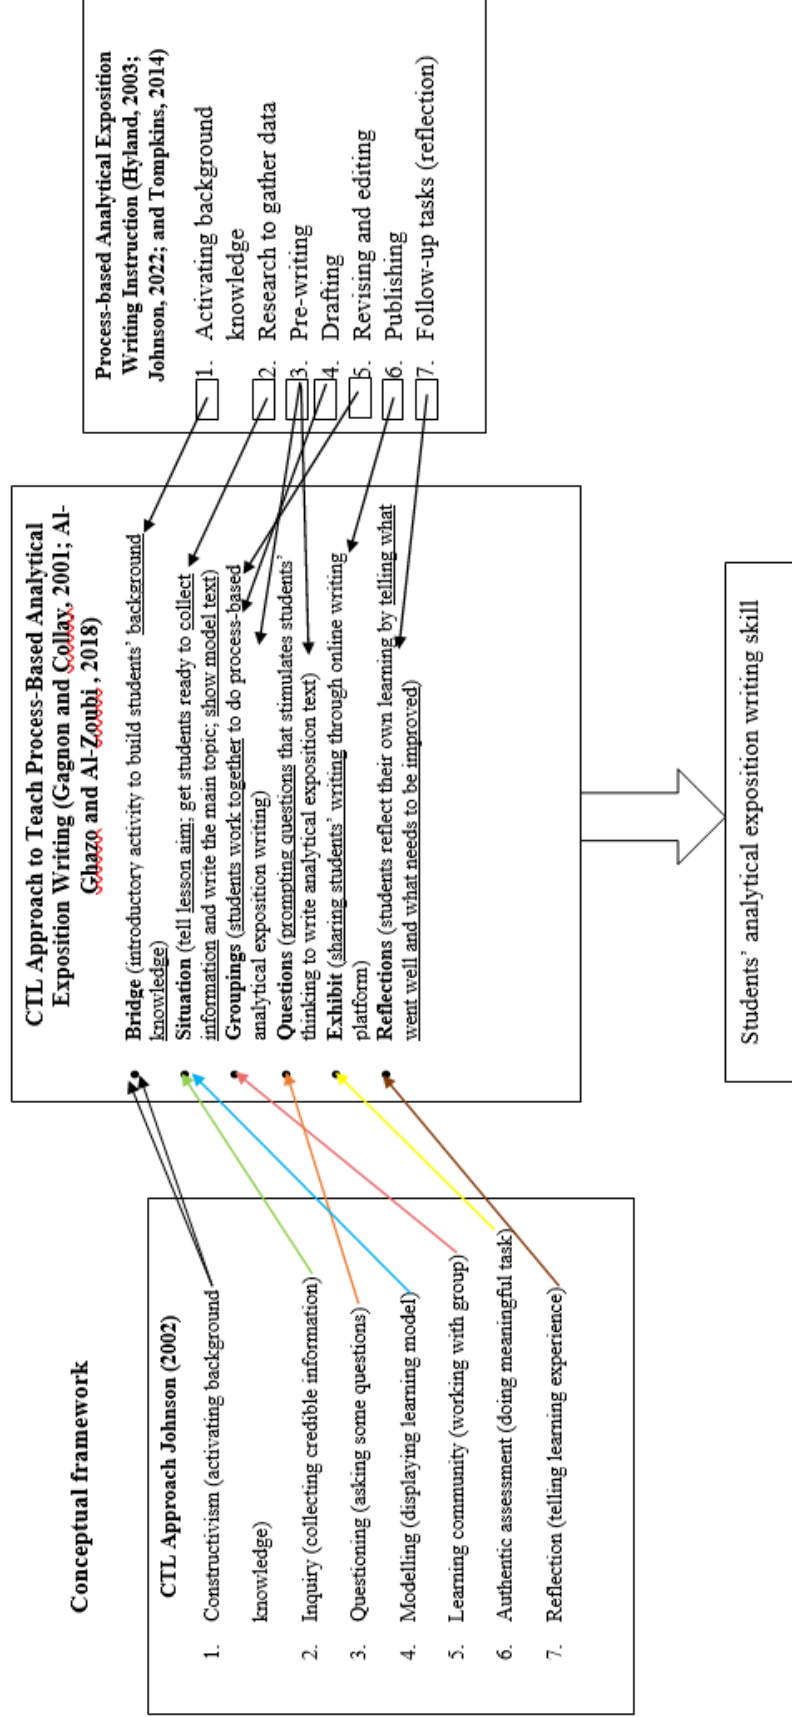 Conceptual framework
CTL Approach Johnson (2002)
1. Constructivism (activating background
knowledge)
2. Inquiry (collecting credible information)
3. Questioning (asking some questions)
4. Modelling (displaying learning model)
5. Learning community (working with group)
6. Authentic assessment (doing meaningful task)
7. Reflection (telling learning experience)
CTL Approach to Teach Process-Based Analytical
Exposition Writing (Gagnon and Collay, 2001; Al-
Ghazo and Al-Zoubi , 2018)
• Bridge (introductory activity to build students’ background
knowledge)
• Situation (tell lesson aim; get students ready to collect
information and write the main topic; show model text)
• Groupings (students work together to do process-based
analytical exposition writing)
• Questions (prompting questions that stimulates students’
thinking to write analytical exposition text)
• Exhibit (sharing students’ writing through online writing
platform)
• Reflections (students reflect their own learning by telling what
went well and what needs to be improved)
Process-based Analytical Exposition
Writing Instruction (Hyland, 2003;
Johnson, 2022; and Tompkins, 2014)
1. Activating background
knowledge
2. Research to gather data
3. Pre-writing
4. Drafting
5. Revising and editing
6. Publishing
7. Follow-up tasks (reflection)
Students’ analytical exposition writing skill